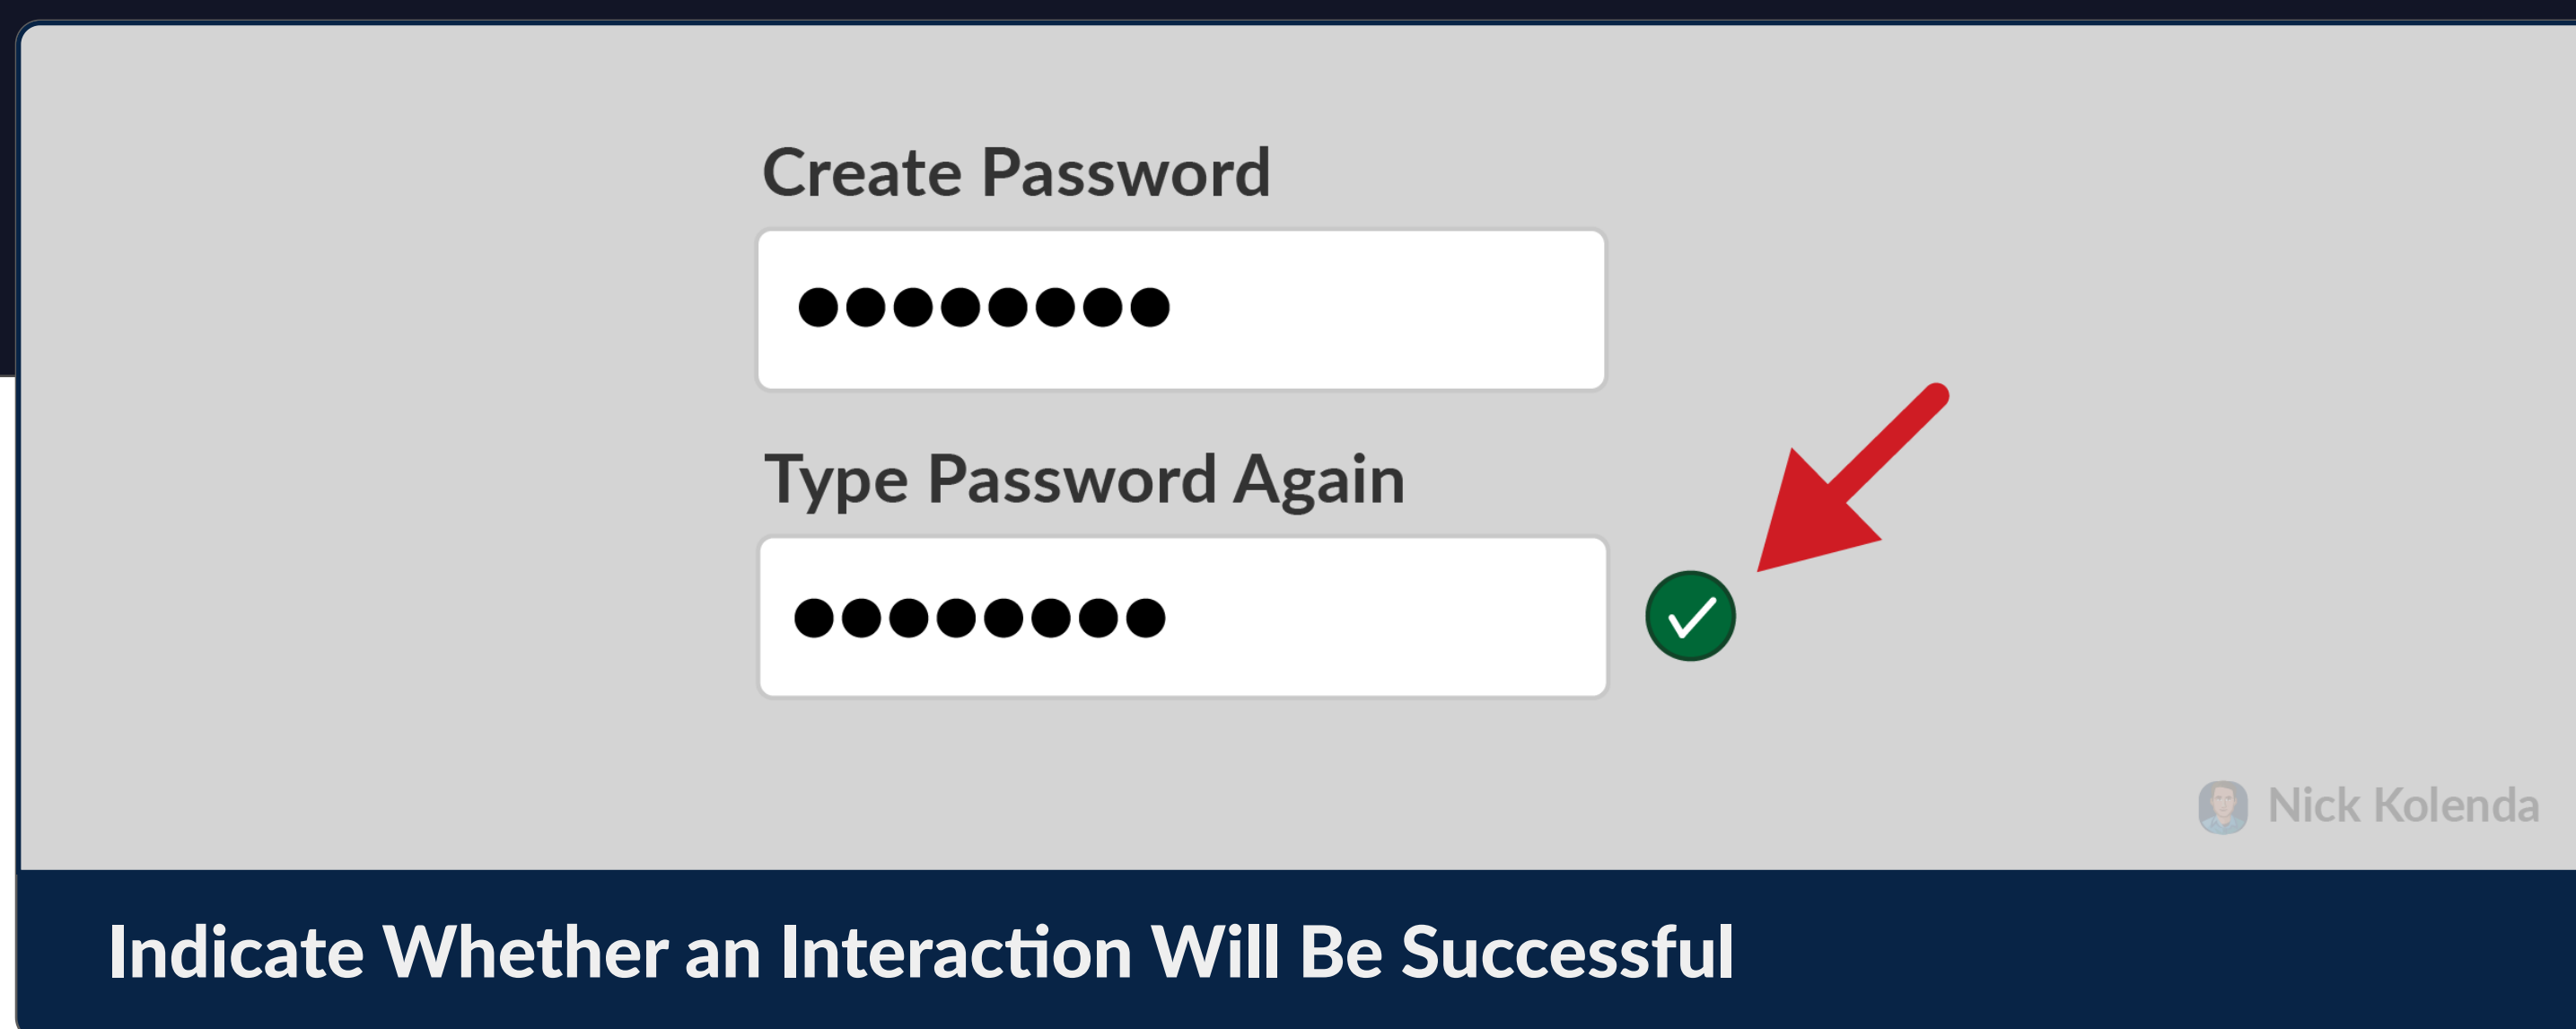 Create Password
●●●●●●●●
Type Password Again
●●●●●●●●
Nick Kolenda
Indicate Whether an Interaction Will Be Successful